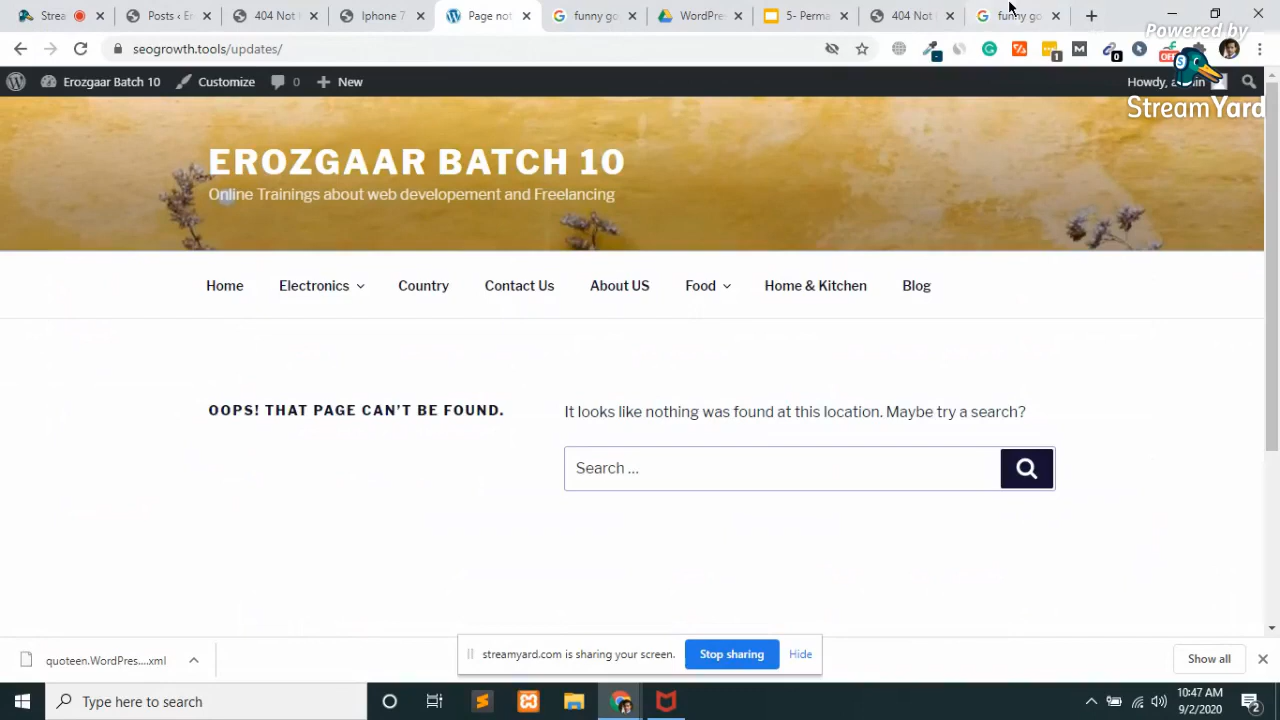 Strea
Posts ‹ Er
404 Not
Iphone 7
Page not
funny go
WordPre
5- Perma
404 Not
funny go
seogrowth.tools/updates/
1
0
OFF
Powered by
StreamYard
Erozgaar Batch 10
Customize
0
New
Howdy, admin
EROZGAAR BATCH 10
Online Trainings about web developement and Freelancing
Home
Electronics
Country
Contact Us
About US
Food
Home & Kitchen
Blog
OOPS! THAT PAGE CAN'T BE FOUND.
It looks like nothing was found at this location. Maybe try a search?
Search …
quoteen.WordPres....xml
streamyard.com is sharing your screen.
Stop sharing
Hide
Show all
Type here to search
10:47 AM
9/2/2020
2